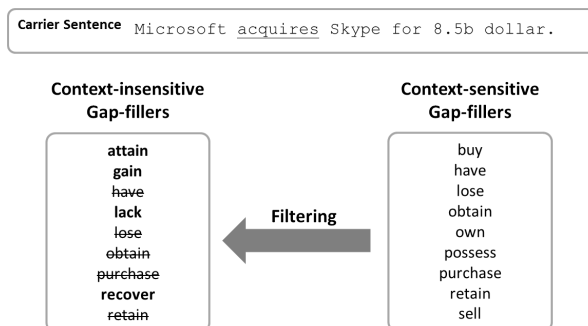 Carrier Sentence Microsoft acquires Skype for 8.5b dollar.
Context-insensitive
Gap-fillers
attain
gain
have
lack
lose
obtain
purchase
recover
retain
Filtering
Context-sensitive
Gap-fillers
buy
have
lose
obtain
own
possess
purchase
retain
sell